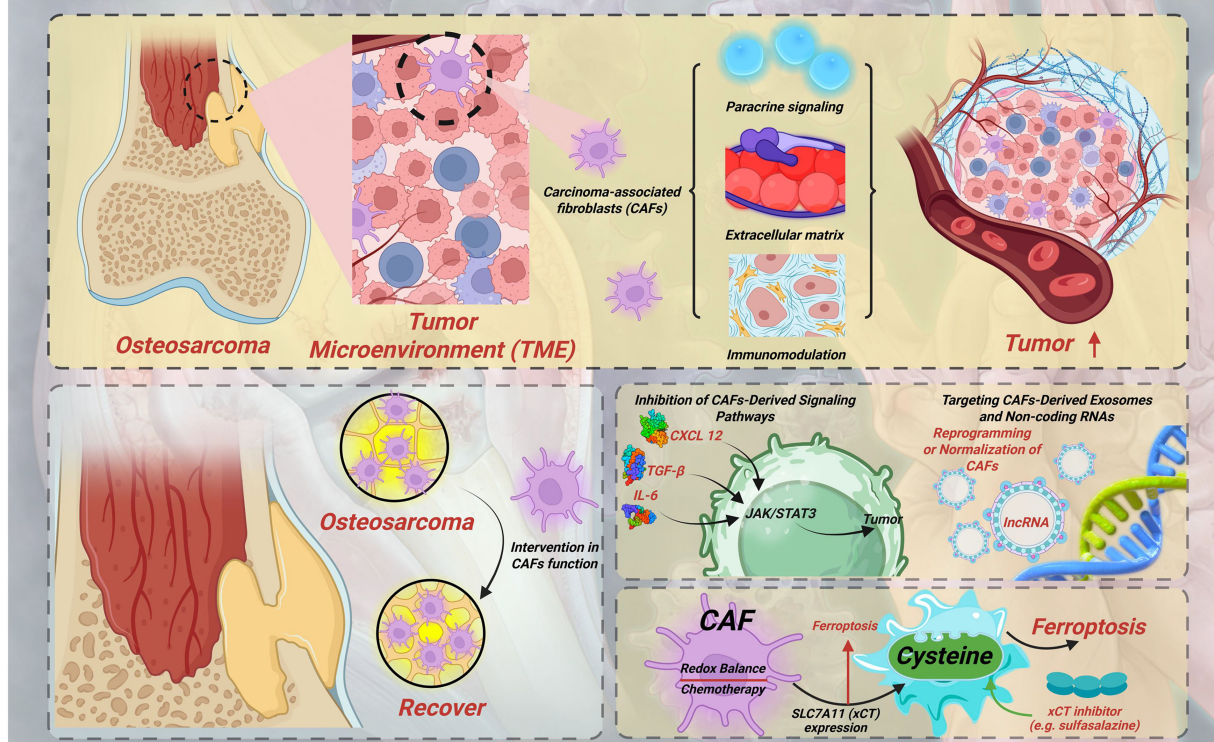 Osteosarcoma
Tumor
Microenvironment (TME)
Carcinoma-associated
fibroblasts (CAFs)
Paracrine signaling
Extracellular matrix
Immunomodulation
Tumor
Osteosarcoma
Intervention in
CAFs function
Recover
Inhibition of CAFs-Derived Signaling
Pathways
CXCL 12
TGF-β
IL-6
JAK/STAT3
Tumor
Targeting CAFs-Derived Exosomes
and Non-coding RNAs
Reprogramming
or Normalization of
CAFs
lncRNA
CAF
Redox Balance
Chemotherapy
Ferroptosis
SLC7A11 (xCT)
expression
Cysteine
Ferroptosis
xCT inhibitor
(e.g. sulfasalazine)